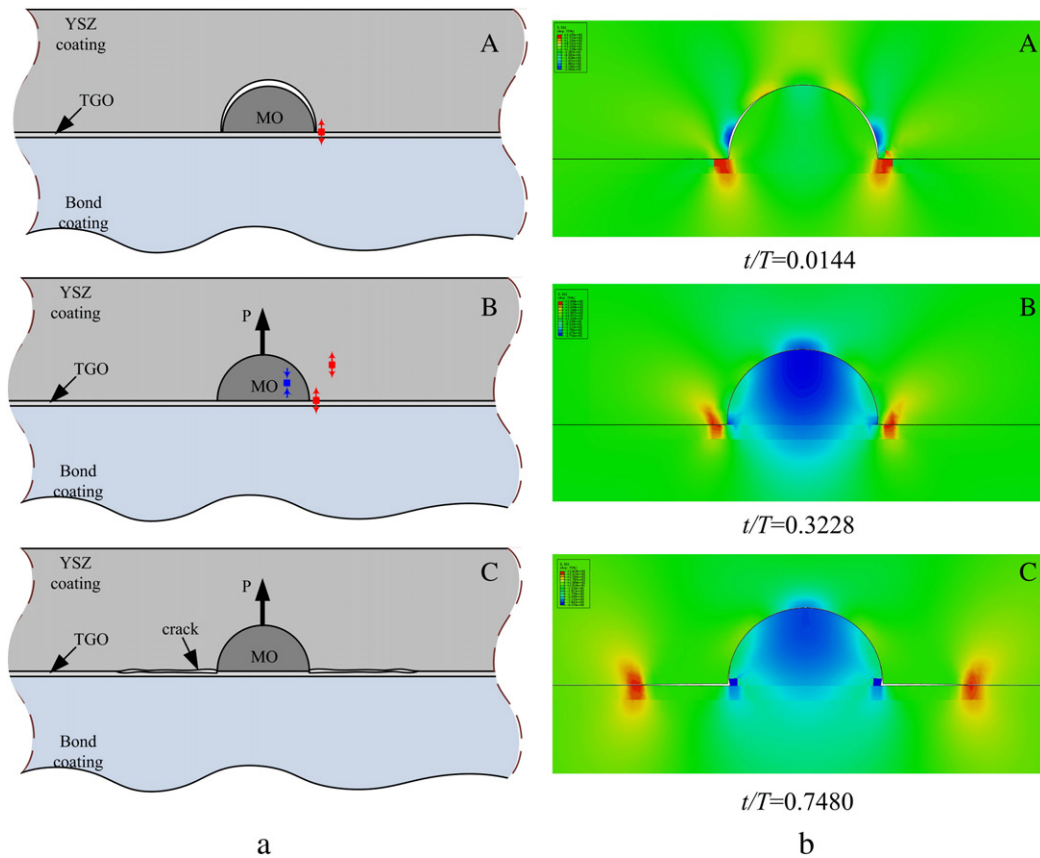 YSZ
coating
A
TGO
MO
Bond
coating
A
t/T=0.0144
YSZ
coating
B
P
TGO
MO
Bond
coating
B
t/T=0.3228
YSZ
coating
C
P
crack
TGO
MO
Bond
coating
C
t/T=0.7480
a
b